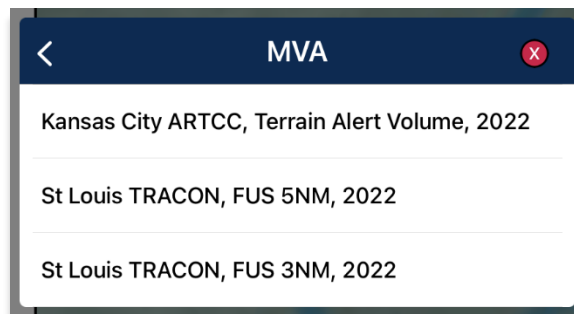 MVA
X
Kansas City ARTCC, Terrain Alert Volume, 2022
St Louis TRACON, FUS 5NM, 2022
St Louis TRACON, FUS 3NM, 2022